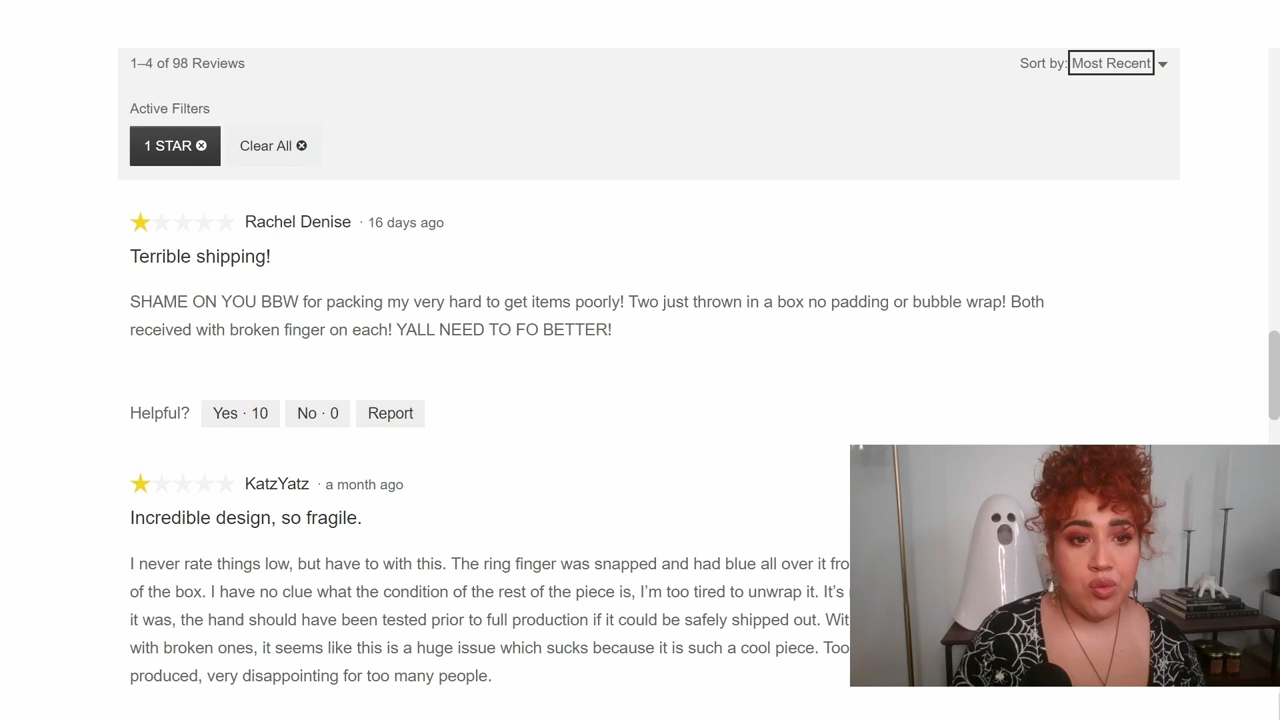 1–4 of 98 Reviews
Sort by: Most Recent
Active Filters
1 STAR
Clear All
Rachel Denise · 16 days ago
Terrible shipping!
SHAME ON YOU BBW for packing my very hard to get items poorly! Two just thrown in a box no padding or bubble wrap! Both
received with broken finger on each! YALL NEED TO FO BETTER!
Helpful? Yes · 10 No · 0 Report
KatzYatz · a month ago
Incredible design, so fragile.
I never rate things low, but have to with this. The ring finger was snapped and had blue all over it
of the box. I have no clue what the condition of the rest of the piece is, I'm too tired to unwrap it. It's
it was, the hand should have been tested prior to full production if it could be safely shipped out.
with broken ones, it seems like this is a huge issue which sucks because it is such a cool piece. Too
produced, very disappointing for too many people.